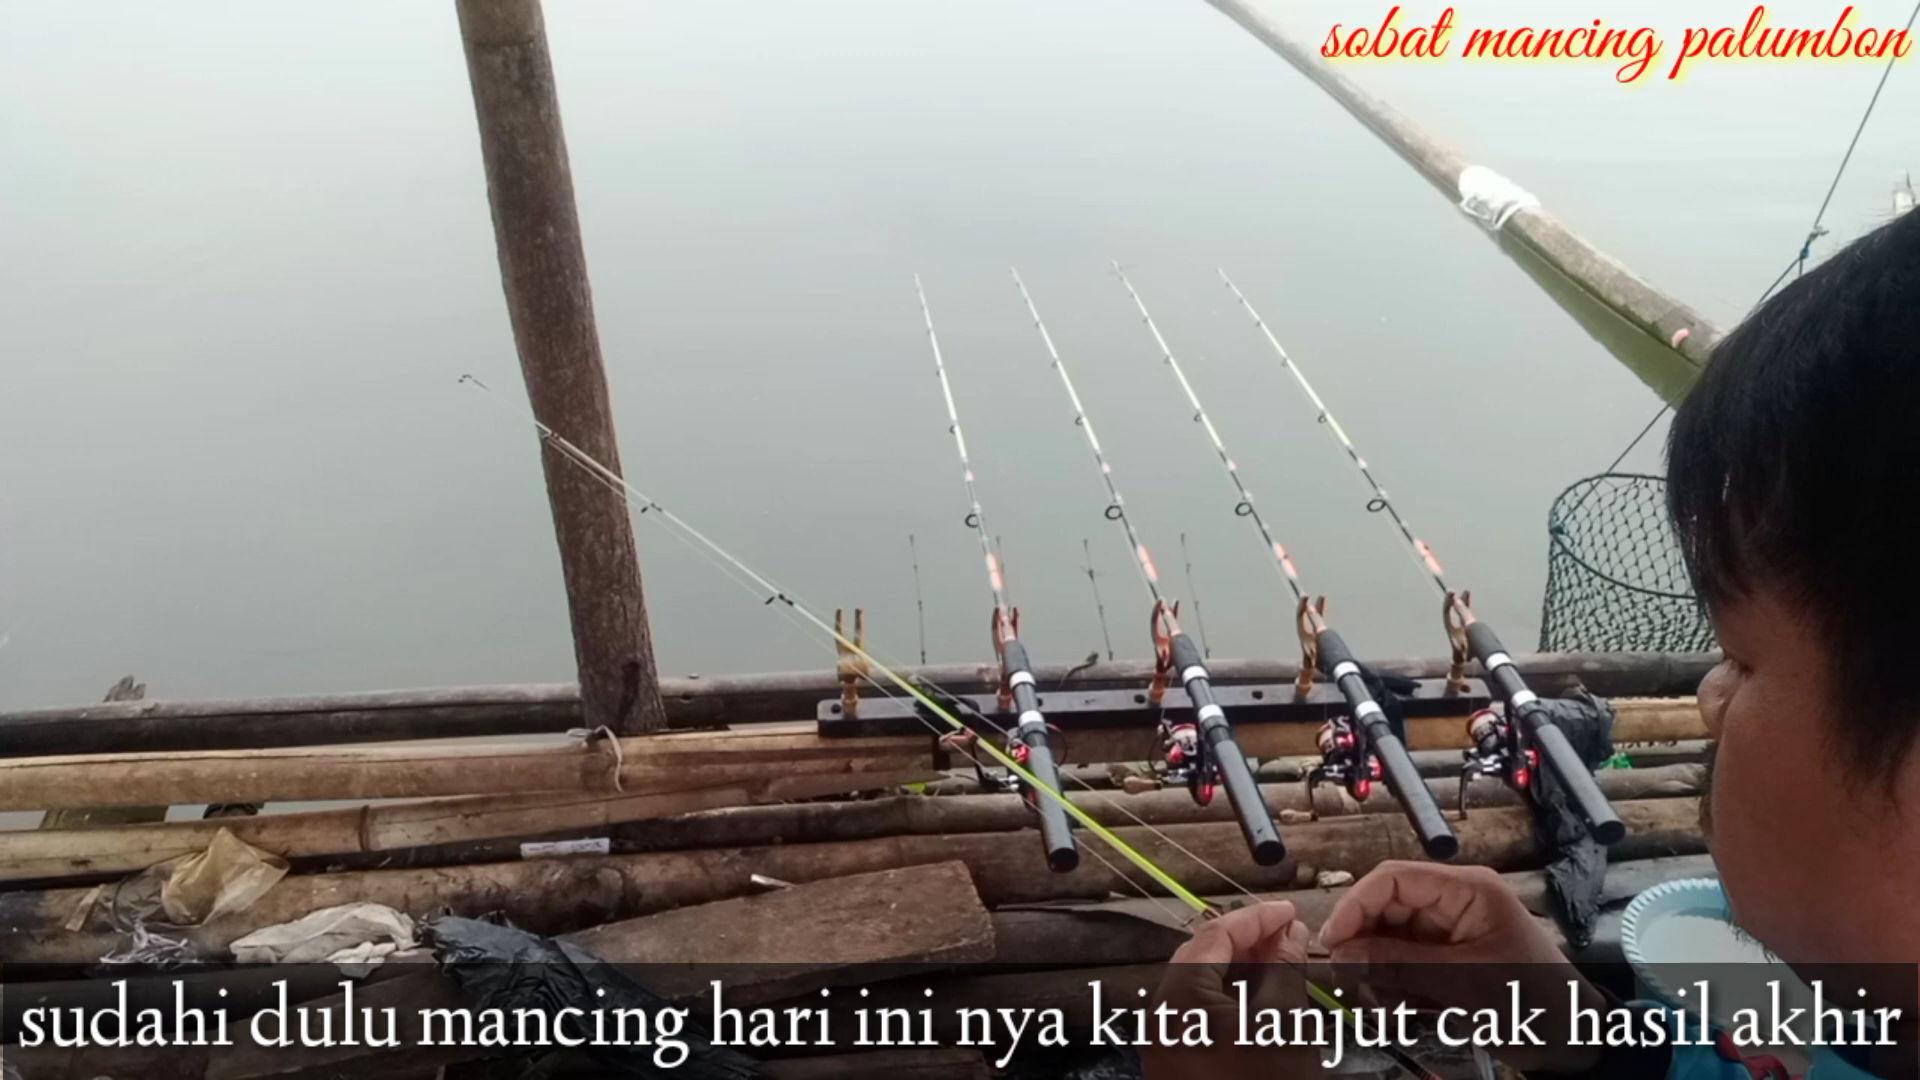 sobat mancing palumbon
sudahi dulu mancing hari ini nya kita lanjut cak hasil akhir